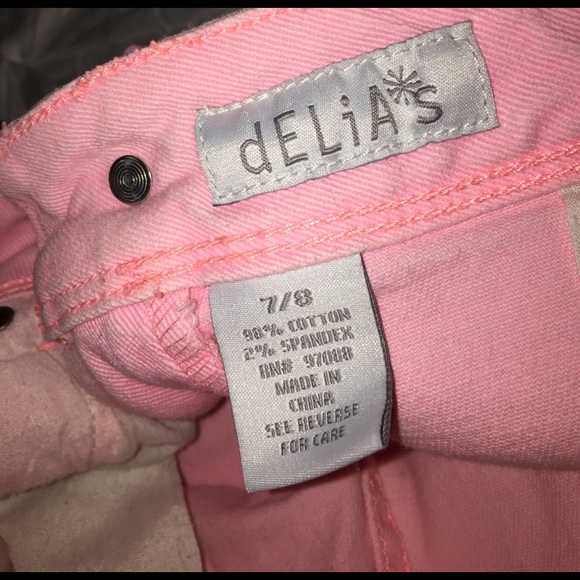 dELiA*s
7/8
98% COTTON
2% SPANDEX
RN# 97088
MADE IN
CHINA
SEE REVERSE
FOR CARE